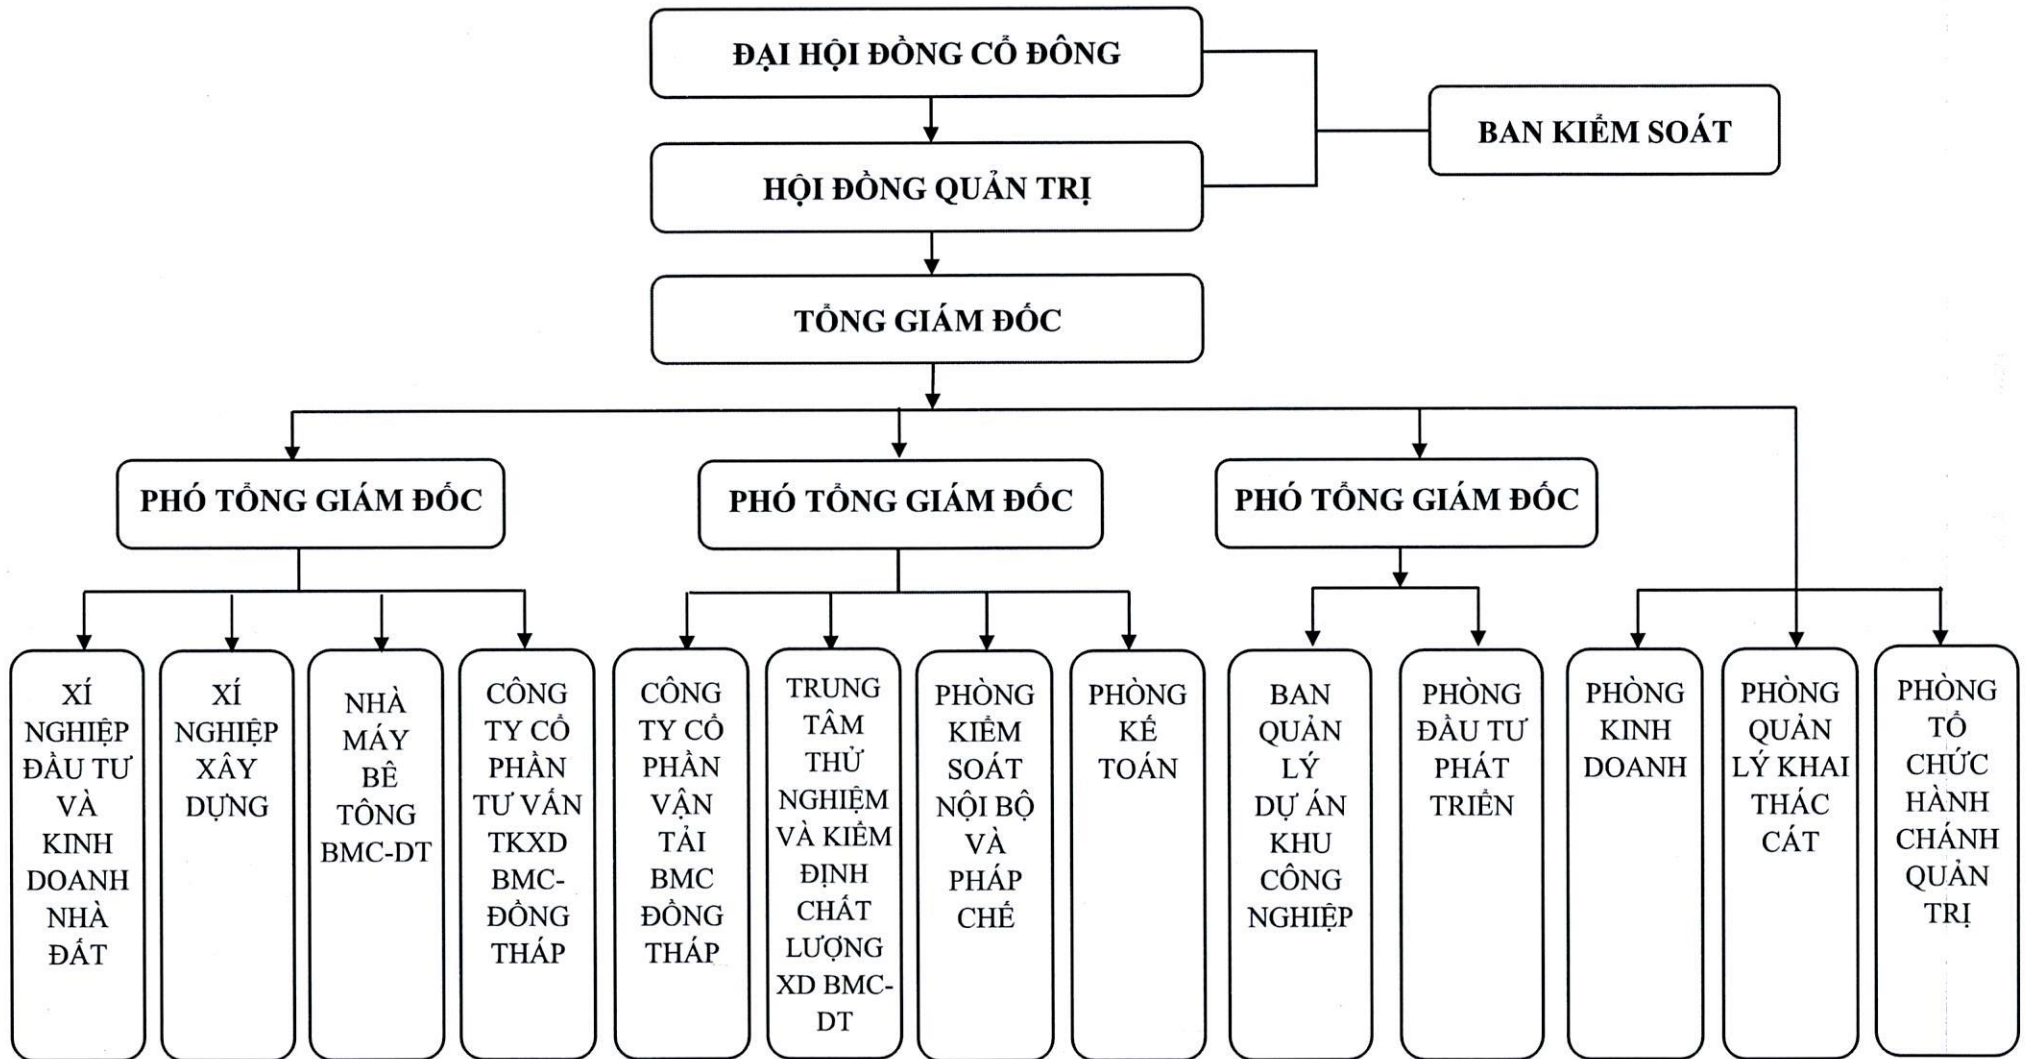 ĐẠI HỘI ĐỒNG CỔ ĐÔNG
BAN KIỂM SOÁT
HỘI ĐỒNG QUẢN TRỊ
TỔNG GIÁM ĐỐC
PHÓ TỔNG GIÁM ĐỐC
PHÓ TỔNG GIÁM ĐỐC
PHÓ TỔNG GIÁM ĐỐC
XÍ
NGHIỆP
ĐẦU TƯ
VÀ
KINH
DOANH
NHÀ
ĐẤT
XÍ
NGHIỆP
XÂY
DỰNG
NHÀ
MÁY
BÊ
TÔNG
BMC-DT
CÔNG
TY CỔ
PHẦN
TƯ VẤN
TKXD
BMC-
ĐỒNG
THÁP
CÔNG
TY CỔ
PHẦN
VẬN
TẢI
BMC
ĐỒNG
THÁP
TRUNG
TÂM
THỬ
NGHIỆM
VÀ KIỂM
ĐỊNH
CHẤT
LƯỢNG
XD BMC-
DT
PHÒNG
KIỂM
SOÁT
NỘI BỘ
VÀ
PHÁP
CHẾ
PHÒNG
KẾ
TOÁN
BAN
QUẢN
LÝ
DỰ ÁN
KHU
CÔNG
NGHIỆP
PHÒNG
ĐẦU TƯ
PHÁT
TRIỂN
PHÒNG
KINH
DOANH
PHÒNG
QUẢN
LÝ KHAI
THÁC
CÁT
PHÒNG
TỔ
CHỨC
HÀNH
CHÁNH
QUẢN
TRỊ